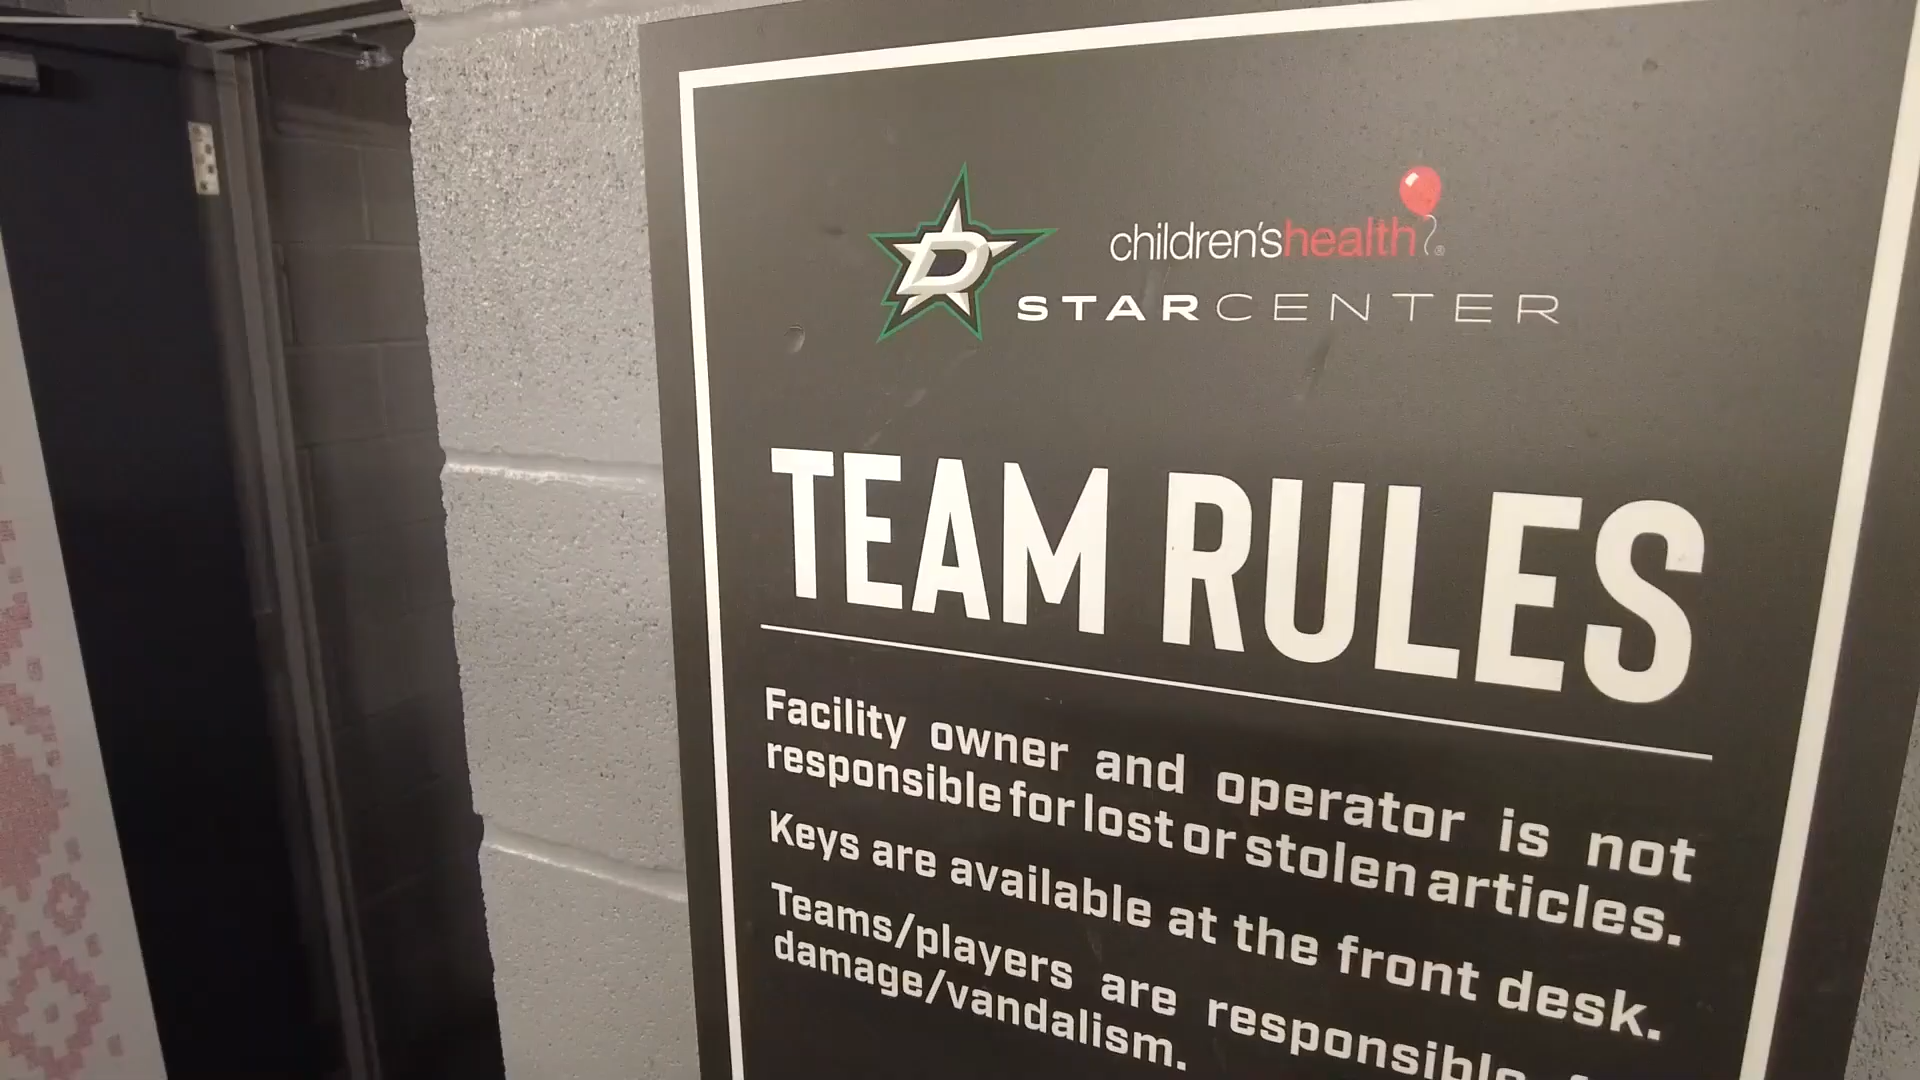 children'shealth®
STARCENTER
TEAM RULES
Facility owner and operator is not
responsible for lost or stolen articles.
Keys are available at the front desk.
Teams/players are responsible
damage/vandalism.